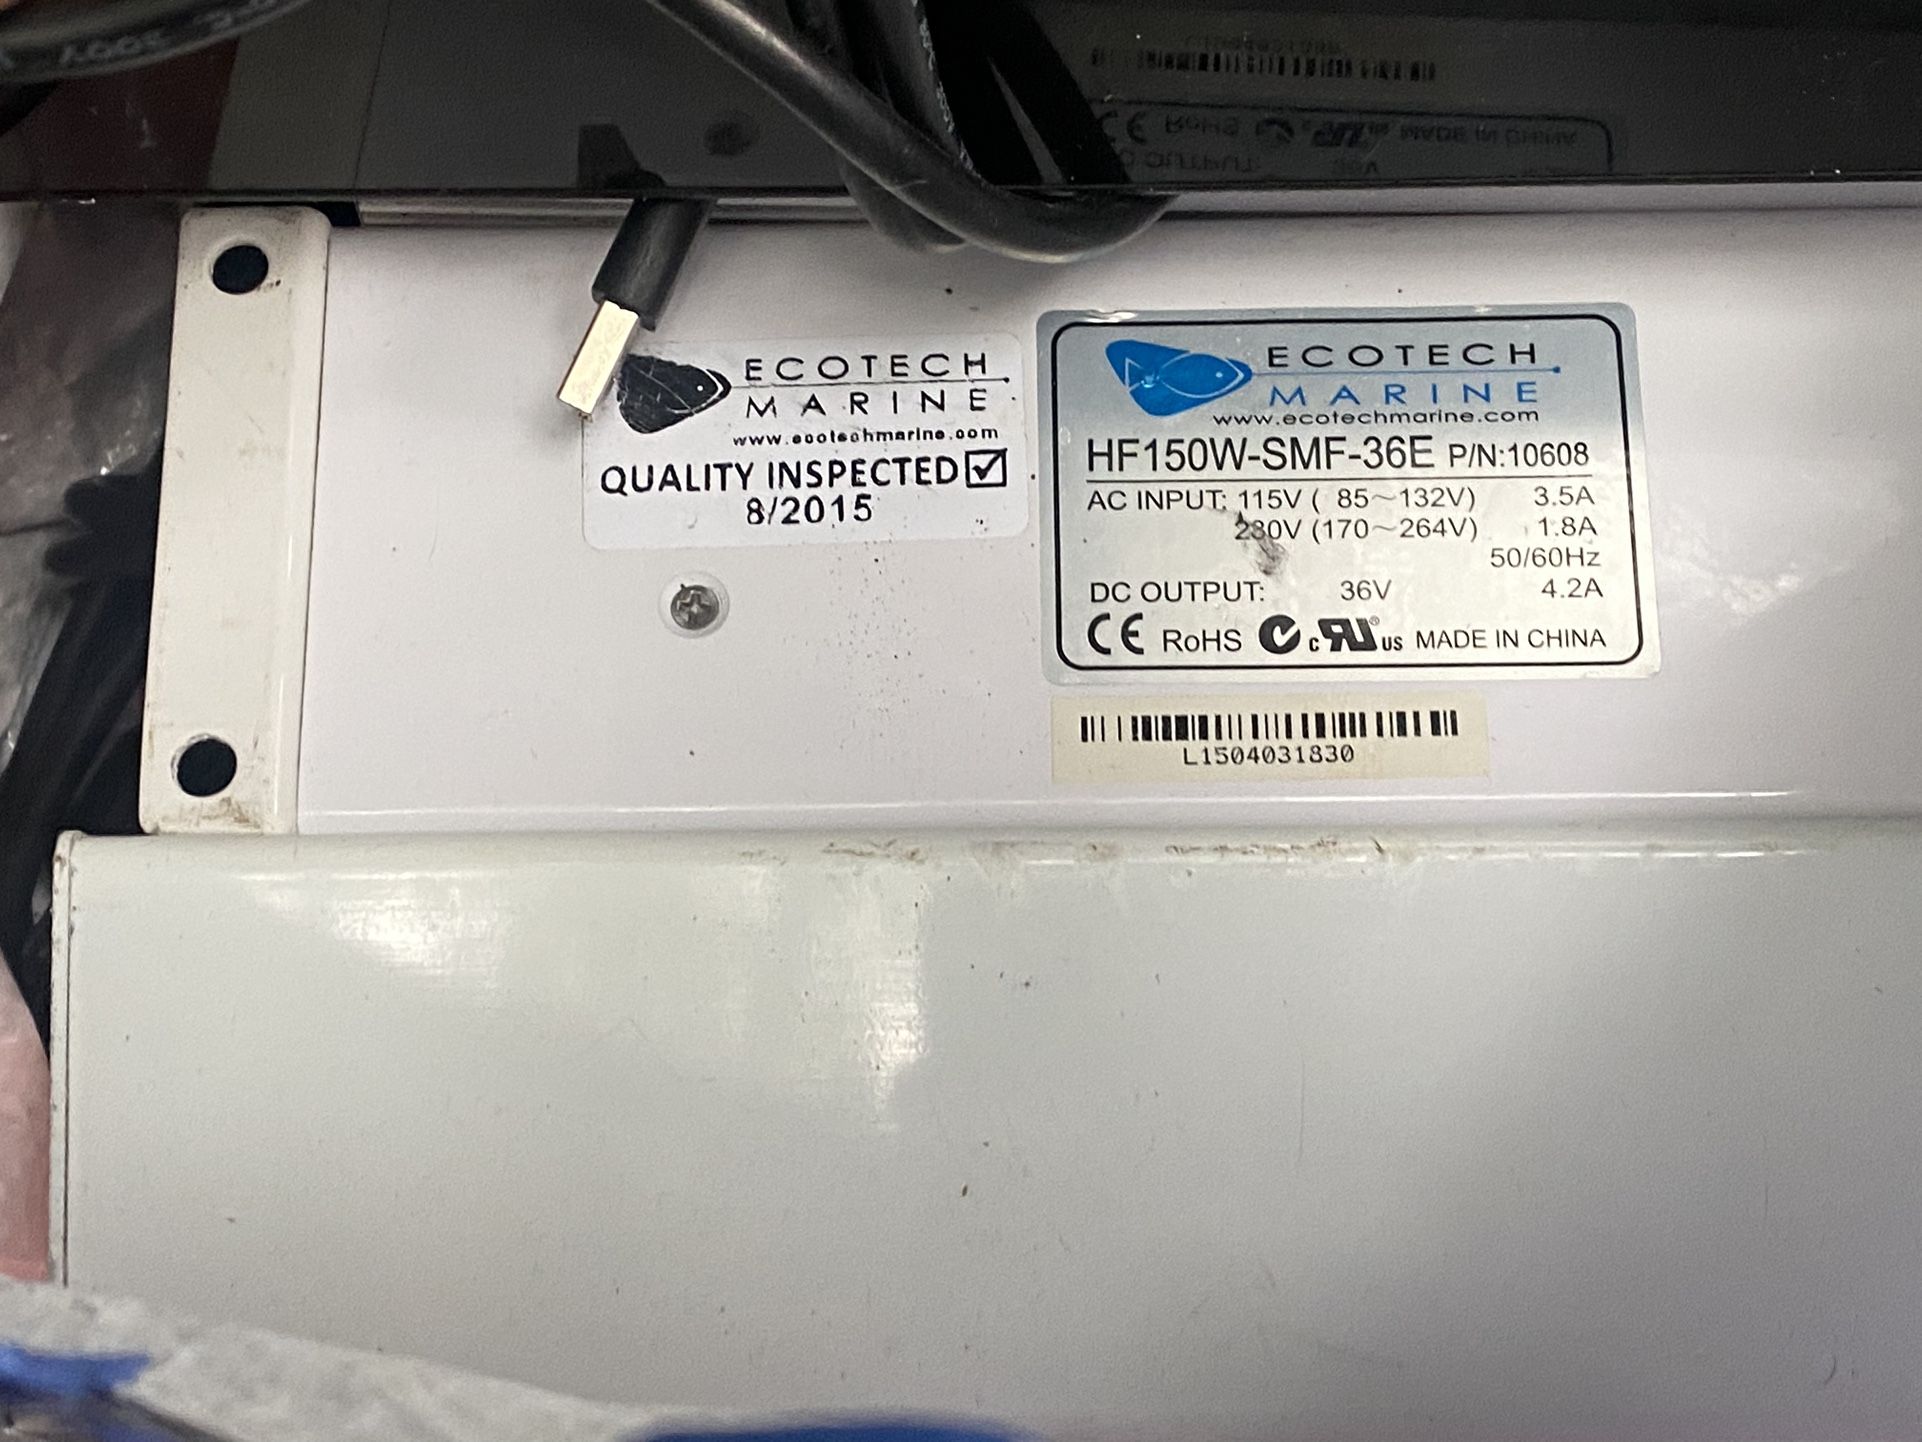 ECOTECH
MARINE
www.ecotechmarine.com
QUALITY INSPECTED
8/2015
ECOTECH
MARINE
www.ecotechmarine.com
HF150W-SMF-36E P/N:10608
AC INPUT: 115V ( 85~132V) 3.5A
230V (170~264V) 1.8A
50/60Hz
DC OUTPUT: 36V 4.2A
CE RoHS c RU ® us MADE IN CHINA
L1504031830